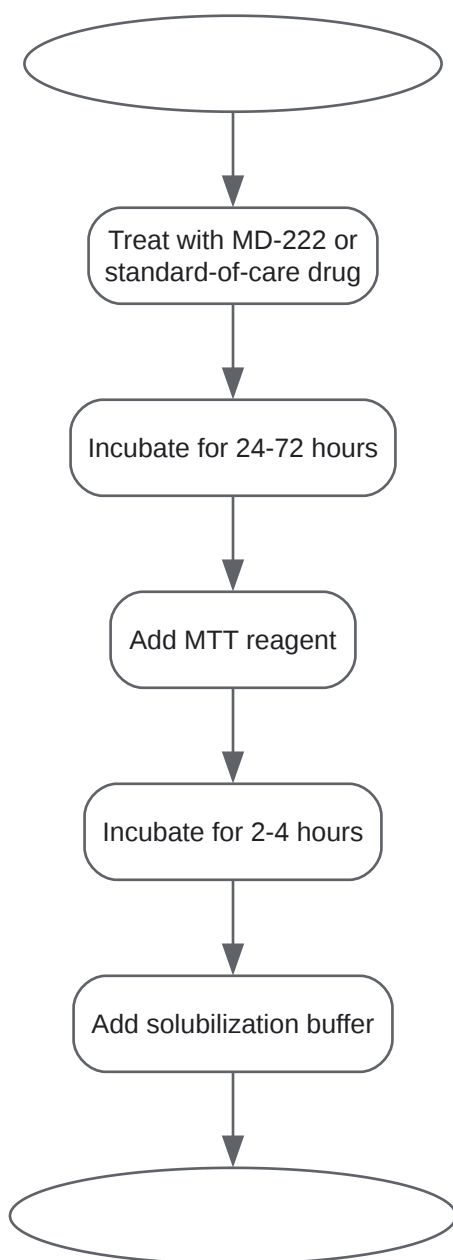 Treat with MD-222 or
standard-of-care drug
Incubate for 24-72 hours
Add MTT reagent
Incubate for 2-4 hours
Add solubilization buffer